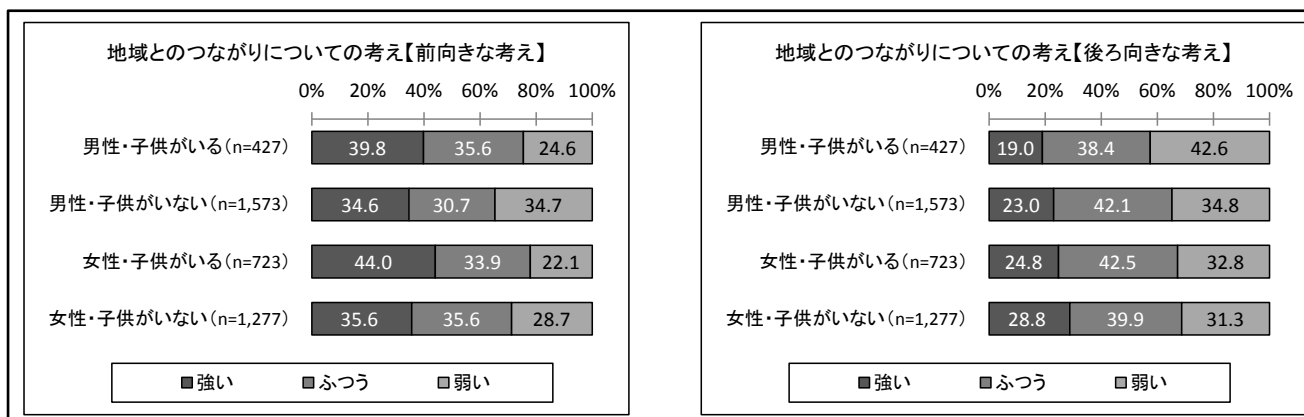 地域とのつながりについての考え【前向きな考え】
0% 20% 40% 60% 80% 100%
男性・子供がいる(n=427) 39.8 35.6 24.6
男性・子供がいない(n=1,573) 34.6 30.7 34.7
女性・子供がいる(n=723) 44.0 33.9 22.1
女性・子供がいない(n=1,277) 35.6 35.6 28.7
■強い ■ふつう ■弱い
地域とのつながりについての考え【後ろ向きな考え】
0% 20% 40% 60% 80% 100%
男性・子供がいる(n=427) 19.0 38.4 42.6
男性・子供がいない(n=1,573) 23.0 42.1 34.8
女性・子供がいる(n=723) 24.8 42.5 32.8
女性・子供がいない(n=1,277) 28.8 39.9 31.3
■強い ■ふつう ■弱い